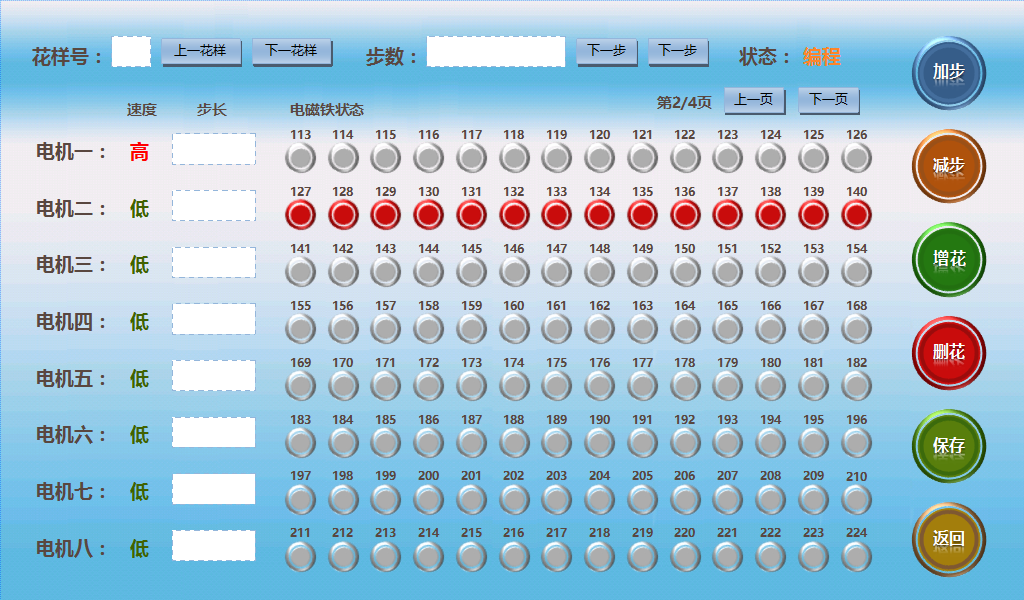 花样号： 上一花样 下一花样 步数： 下一步 下一步 状态： 编程
加步
速度 步长 电磁铁状态 第2/4页 上一页 下一页
113 114 115 116 117 118 119 120 121 122 123 124 125 126
电机一： 高
减步
127 128 129 130 131 132 133 134 135 136 137 138 139 140
电机二： 低
141 142 143 144 145 146 147 148 149 150 151 152 153 154
电机三： 低
增花
155 156 157 158 159 160 161 162 163 164 165 166 167 168
电机四： 低
删花
169 170 171 172 173 174 175 176 177 178 179 180 181 182
电机五： 低
183 184 185 186 187 188 189 190 191 192 193 194 195 196
电机六： 低
保存
197 198 199 200 201 202 203 204 205 206 207 208 209 210
电机七： 低
211 212 213 214 215 216 217 218 219 220 221 222 223 224
电机八： 低
返回